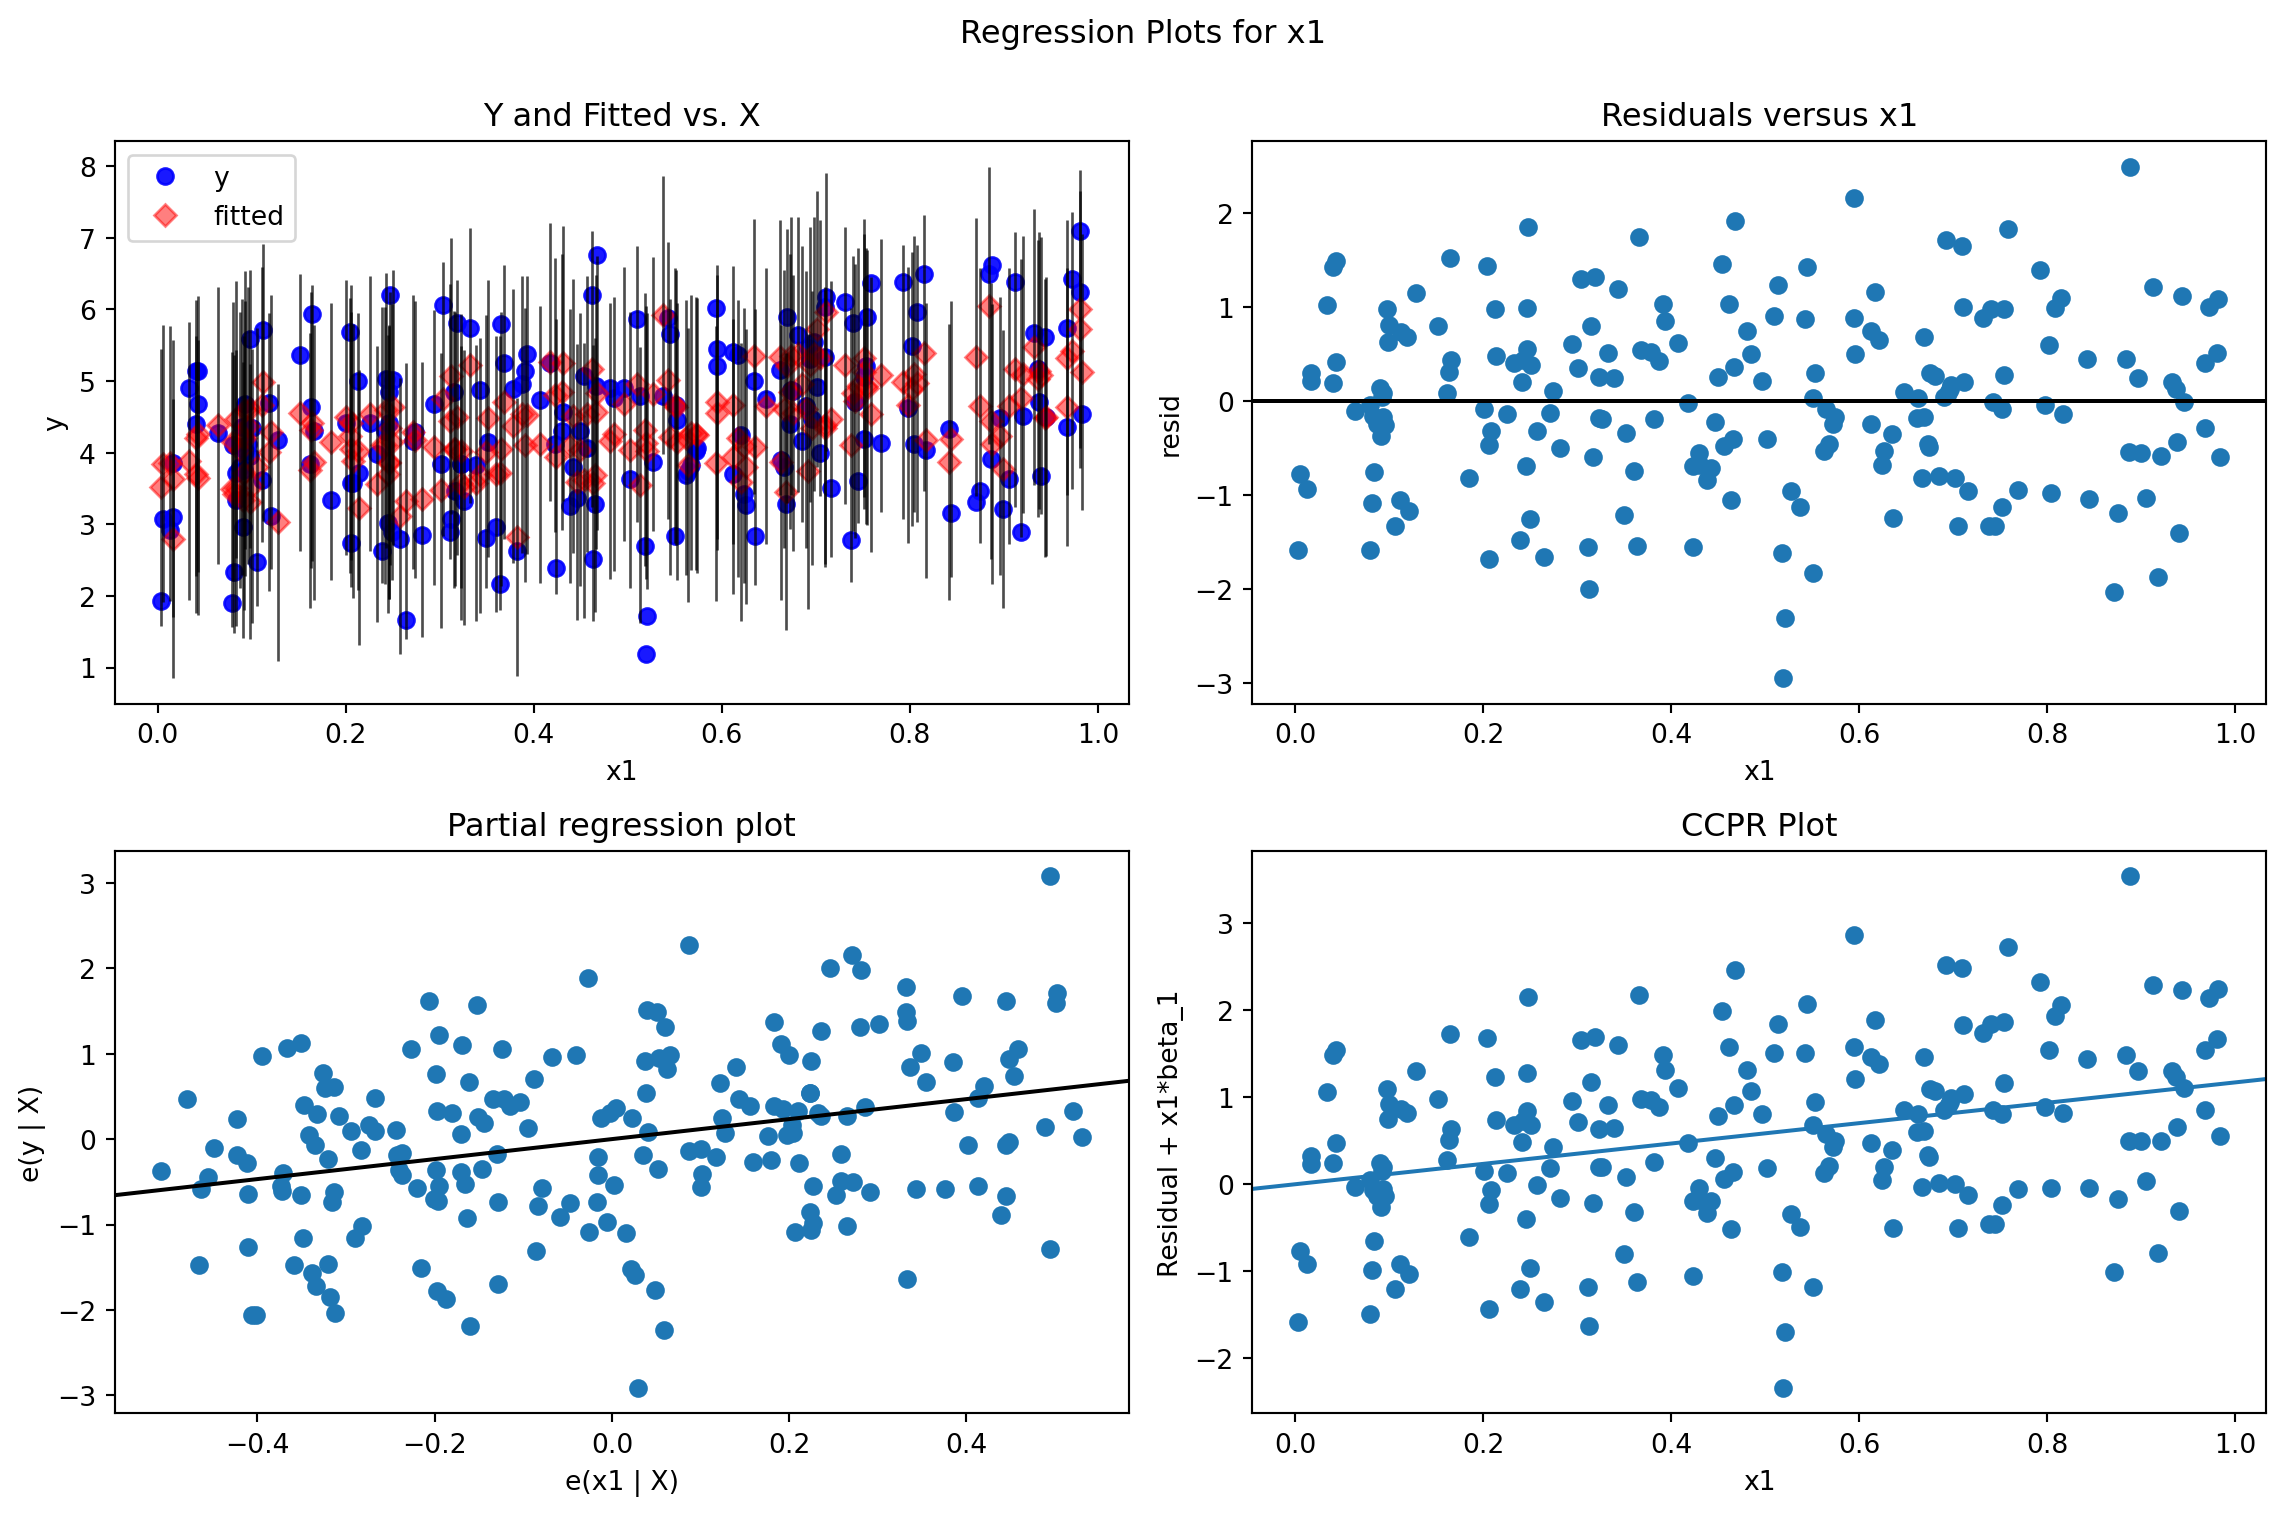 Regression Plots for x1
Y and Fitted vs. X
y
fitted
8
7
6
5
4
3
2
1
y
0.0 0.2 0.4 0.6 0.8 1.0
x1
Residuals versus x1
2
1
0
−1
−2
−3
resid
0.0 0.2 0.4 0.6 0.8 1.0
x1
Partial regression plot
3
2
1
0
−1
−2
−3
e(y | X)
−0.4 −0.2 0.0 0.2 0.4
e(x1 | X)
CCPR Plot
3
2
1
0
−1
−2
Residual + x1*beta_1
0.0 0.2 0.4 0.6 0.8 1.0
x1